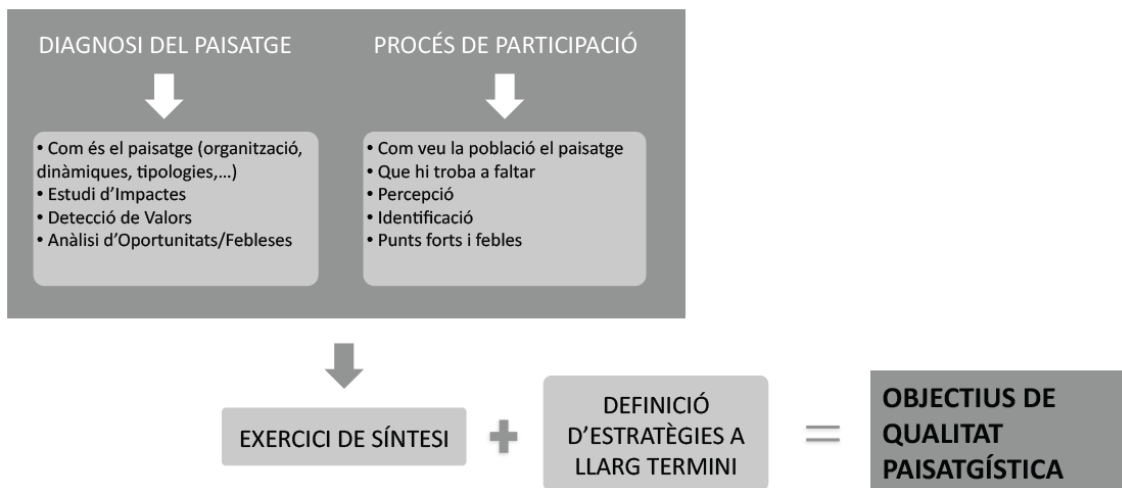 DIAGNOSI DEL PAISATGE
• Com és el paisatge (organització,
dinàmiques, tipologies,...)
• Estudi d'Impactes
• Detecció de Valors
• Anàlisi d'Oportunitats/Febleses
PROCÉS DE PARTICIPACIÓ
• Com veu la població el paisatge
• Que hi troba a faltar
• Percepció
• Identificació
• Punts forts i febles
EXERCICI DE SÍNTESI
+
DEFINICIÓ
D'ESTRATÈGIES A
LLARG TERMINI
=
OBJECTIUS DE
QUALITAT
PAISATGÍSTICA